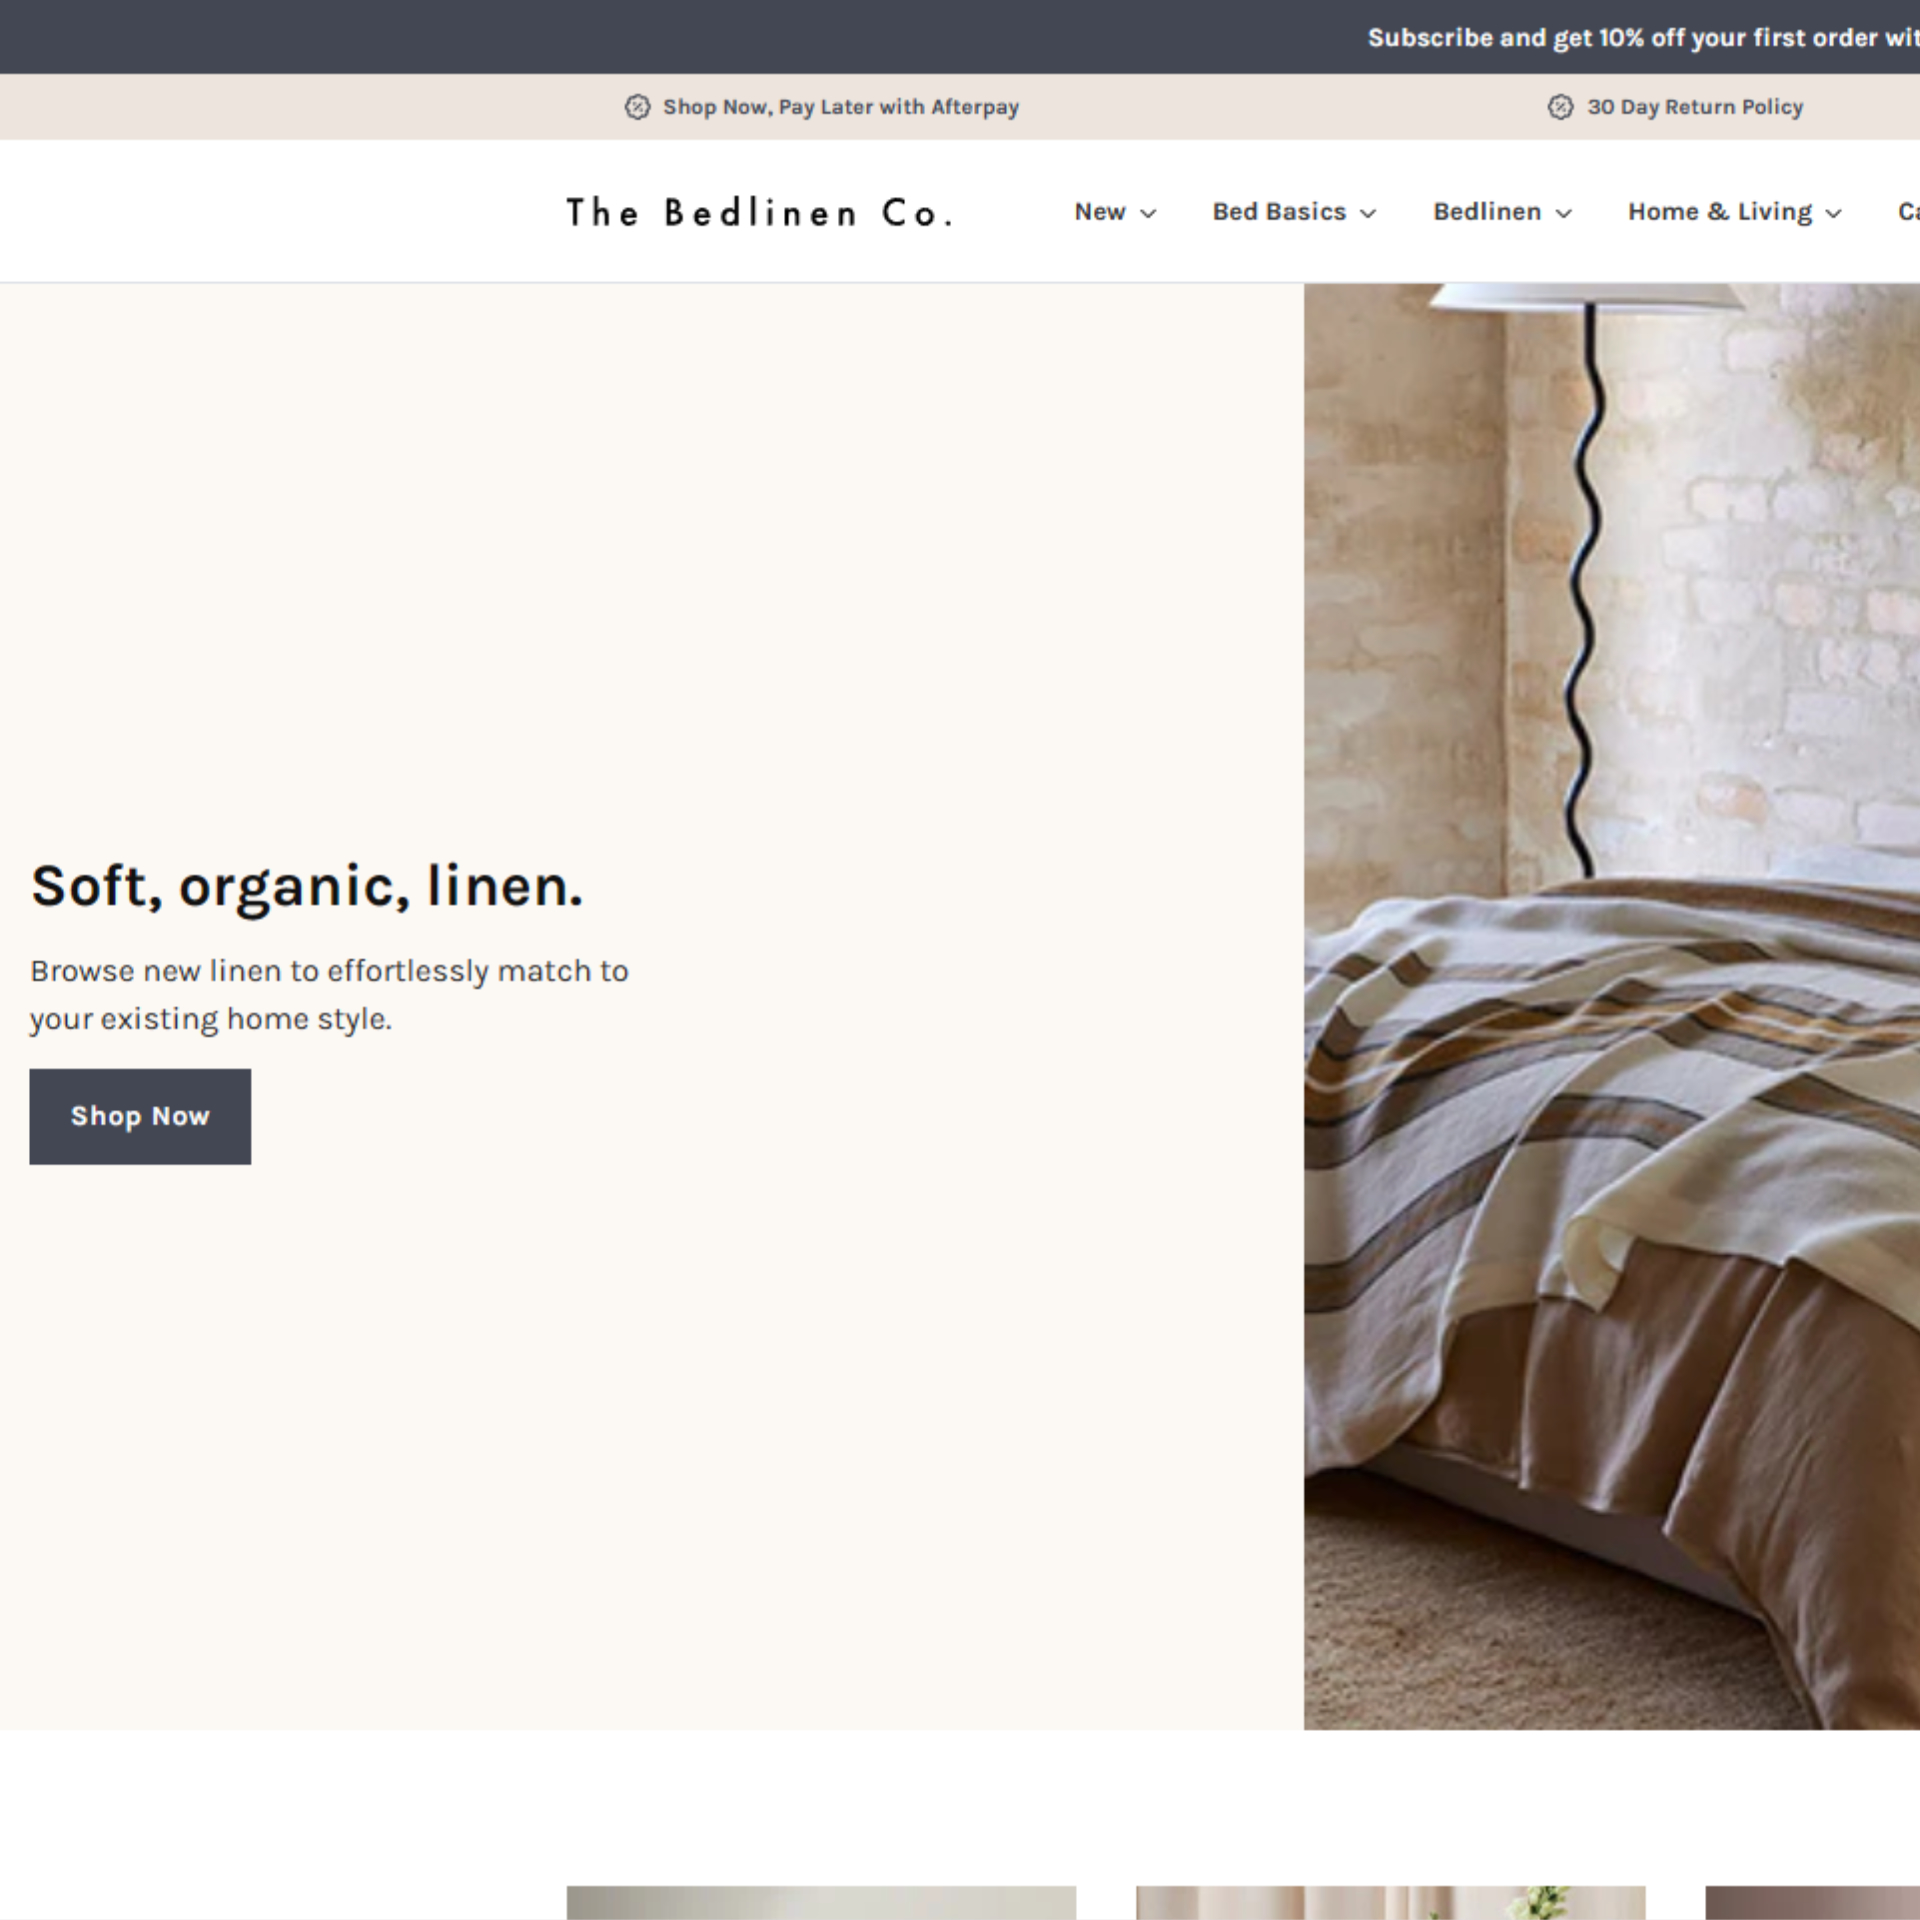 Subscribe and get 10% off your first order
Shop Now, Pay Later with Afterpay
30 Day Return Policy
The Bedlinen Co.
New
Bed Basics
Bedlinen
Home & Living
Soft, organic, linen.
Browse new linen to effortlessly match to
your existing home style.
Shop Now